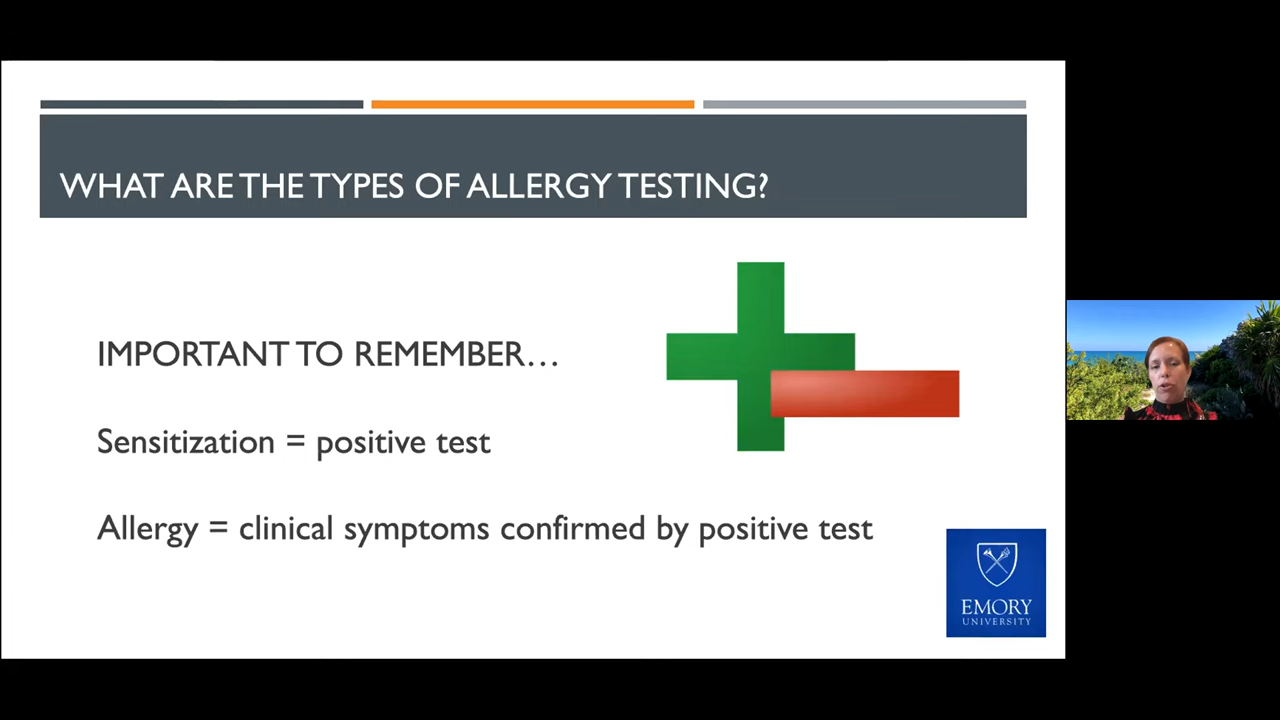 WHAT ARE THE TYPES OF ALLERGY TESTING?
IMPORTANT TO REMEMBER…
Sensitization = positive test
Allergy = clinical symptoms confirmed by positive test
EMORY
UNIVERSITY